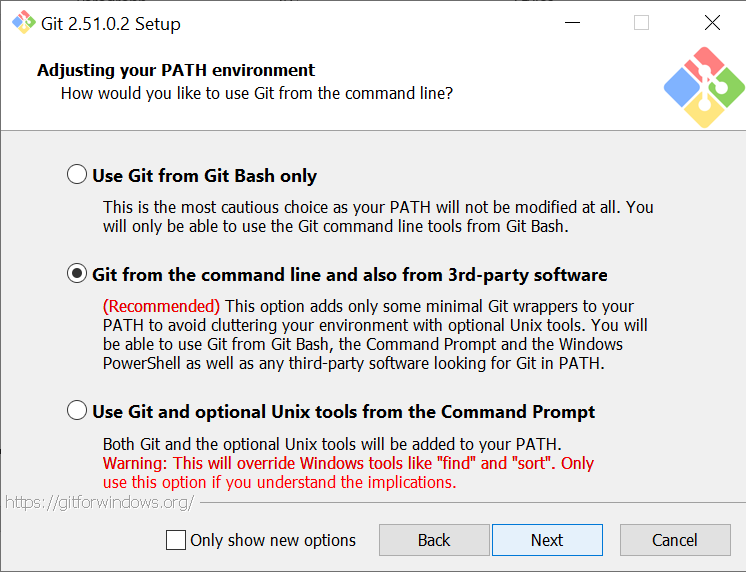 Git 2.51.0.2 Setup
Adjusting your PATH environment
How would you like to use Git from the command line?
Use Git from Git Bash only
This is the most cautious choice as your PATH will not be modified at all. You
will only be able to use the Git command line tools from Git Bash.
Git from the command line and also from 3rd-party software
(Recommended) This option adds only some minimal Git wrappers to your
PATH to avoid cluttering your environment with optional Unix tools. You will
be able to use Git from Git Bash, the Command Prompt and the Windows
PowerShell as well as any third-party software looking for Git in PATH.
Use Git and optional Unix tools from the Command Prompt
Both Git and the optional Unix tools will be added to your PATH.
Warning: This will override Windows tools like "find" and "sort". Only
use this option if you understand the implications.
https://gitforwindows.org/
Only show new options
Back
Next
Cancel